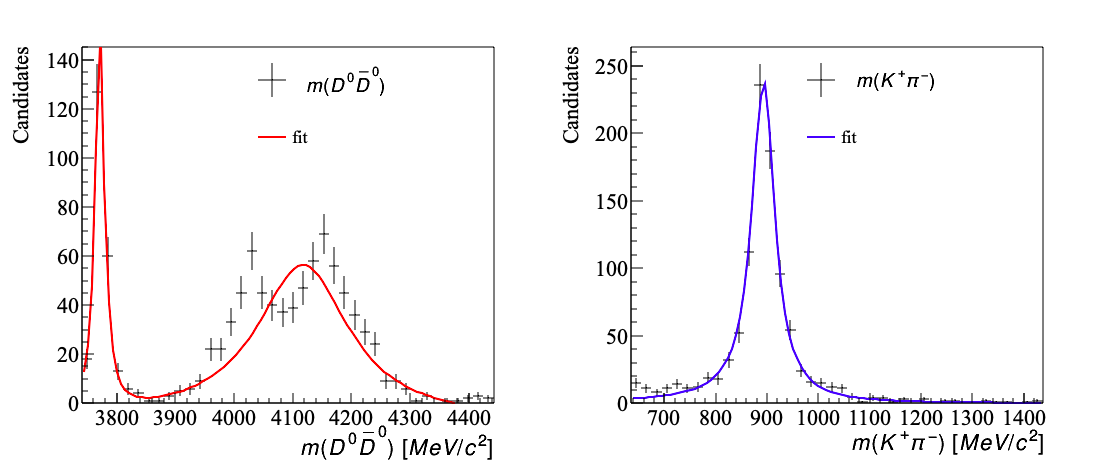 Candidates
140
120
100
80
60
40
20
0
m(D⁰D̄⁰)
fit
3800 3900 4000 4100 4200 4300 4400
m(D⁰D̄⁰) [MeV/c²]
Candidates
250
200
150
100
50
0
m(K⁺π⁻)
fit
700 800 900 1000 1100 1200 1300 1400
m(K⁺π⁻) [MeV/c²]